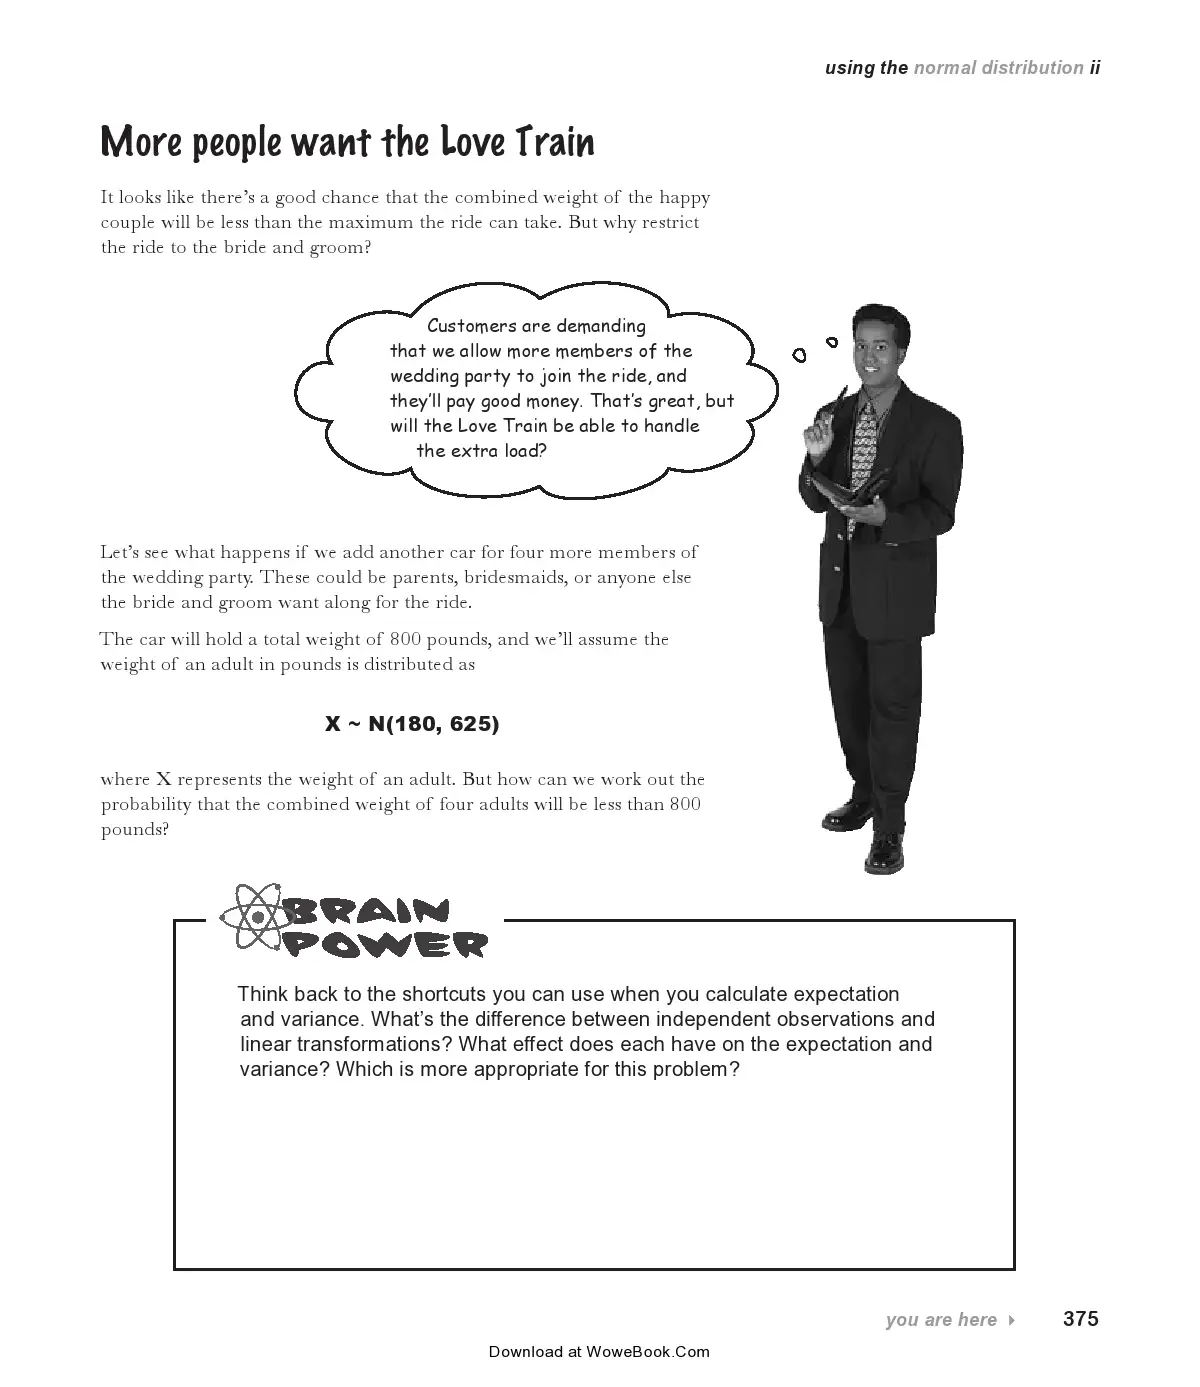 using the normal distribution ii
More people want the Love Train
It looks like there's a good chance that the combined weight of the happy
couple will be less than the maximum the ride can take. But why restrict
the ride to the bride and groom?
Customers are demanding
that we allow more members of the
wedding party to join the ride, and
they'll pay good money. That's great, but
will the Love Train be able to handle
the extra load?
Let's see what happens if we add another car for four more members of
the wedding party. These could be parents, bridesmaids, or anyone else
the bride and groom want along for the ride.
The car will hold a total weight of 800 pounds, and we'll assume the
weight of an adult in pounds is distributed as
X ~ N(180, 625)
where X represents the weight of an adult. But how can we work out the
probability that the combined weight of four adults will be less than 800
pounds?
BRAIN
POWER
Think back to the shortcuts you can use when you calculate expectation
and variance. What's the difference between independent observations and
linear transformations? What effect does each have on the expectation and
variance? Which is more appropriate for this problem?
you are here 375
Download at WoweBook.Com